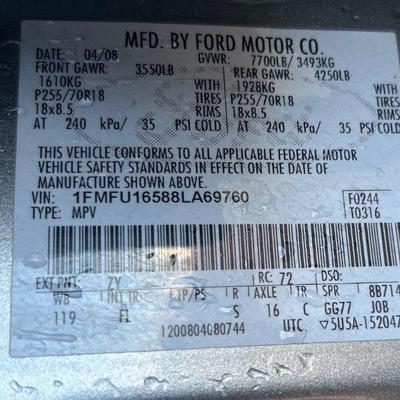 MFD. BY FORD MOTOR CO.
DATE: 04/08 GVWR: 7700LB/ 3493KG
FRONT GAWR: 3550LB REAR GAWR: 4250LB
1610KG WITH 1928KG WITH
P255/70R18 TIRES P255/70R18 TIRES
18x8.5 RIMS 18x8.5 RIMS
AT 240 kPa/ 35 PSI COLD AT 240 kPa/ 35 PSI COLD
THIS VEHICLE CONFORMS TO ALL APPLICABLE FEDERAL MOTOR
VEHICLE SAFETY STANDARDS IN EFFECT ON THE DATE OF
MANUFACTURE SHOWN ABOVE.
VIN: 1FMFU16588LA69760 F0244
TYPE: MPV T0316
EXT PNT: ZY RC: 72 DSO:
WB INT TR TP/PS R AXLE TR SPR 8B714
119 FL S 16 C GG77 JOB
1200804080744 UTC ▽5U5A-152047